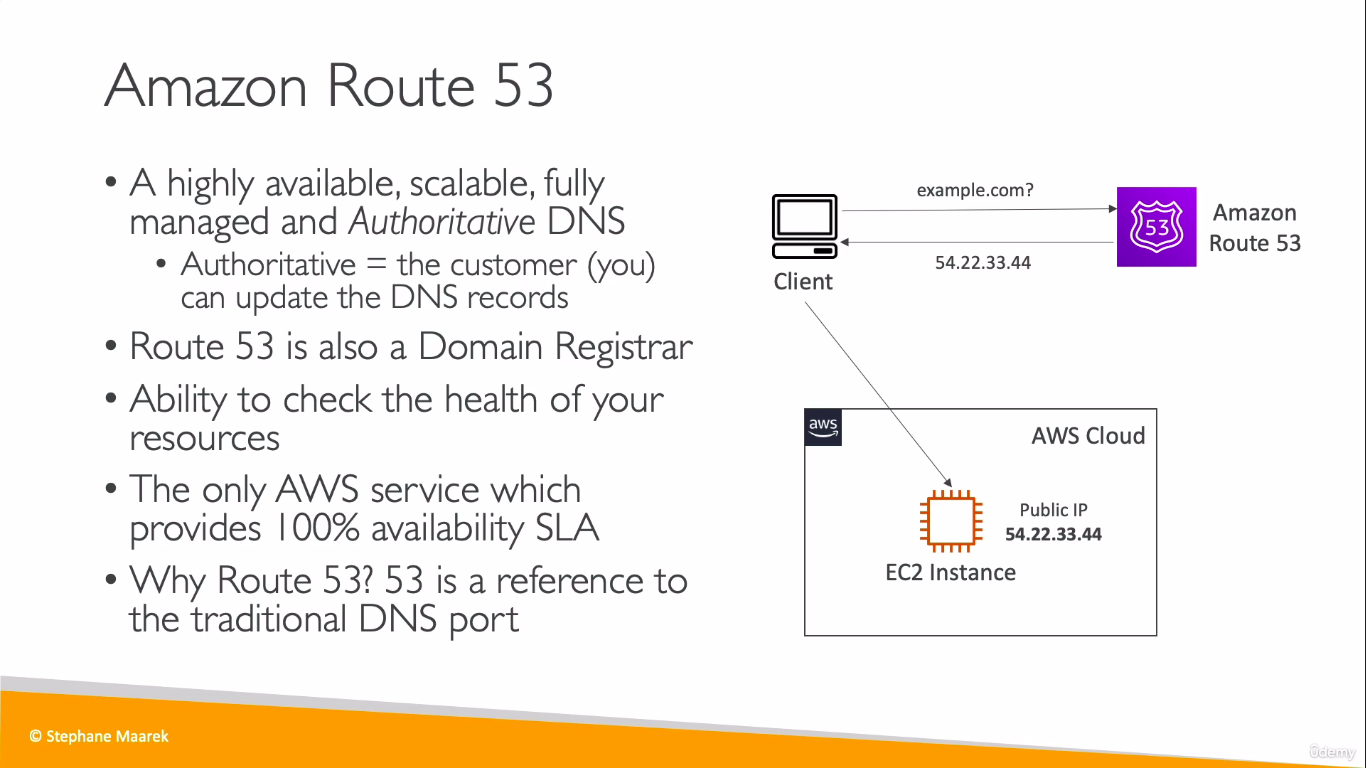 Amazon Route 53
• A highly available, scalable, fully
managed and Authoritative DNS
• Authoritative = the customer (you)
can update the DNS records
• Route 53 is also a Domain Registrar
• Ability to check the health of your
resources
• The only AWS service which
provides 100% availability SLA
• Why Route 53? 53 is a reference to
the traditional DNS port
example.com?
53
Amazon
Route 53
54.22.33.44
Client
aws
AWS Cloud
Public IP
54.22.33.44
EC2 Instance
© Stephane Maarek
ûdemy